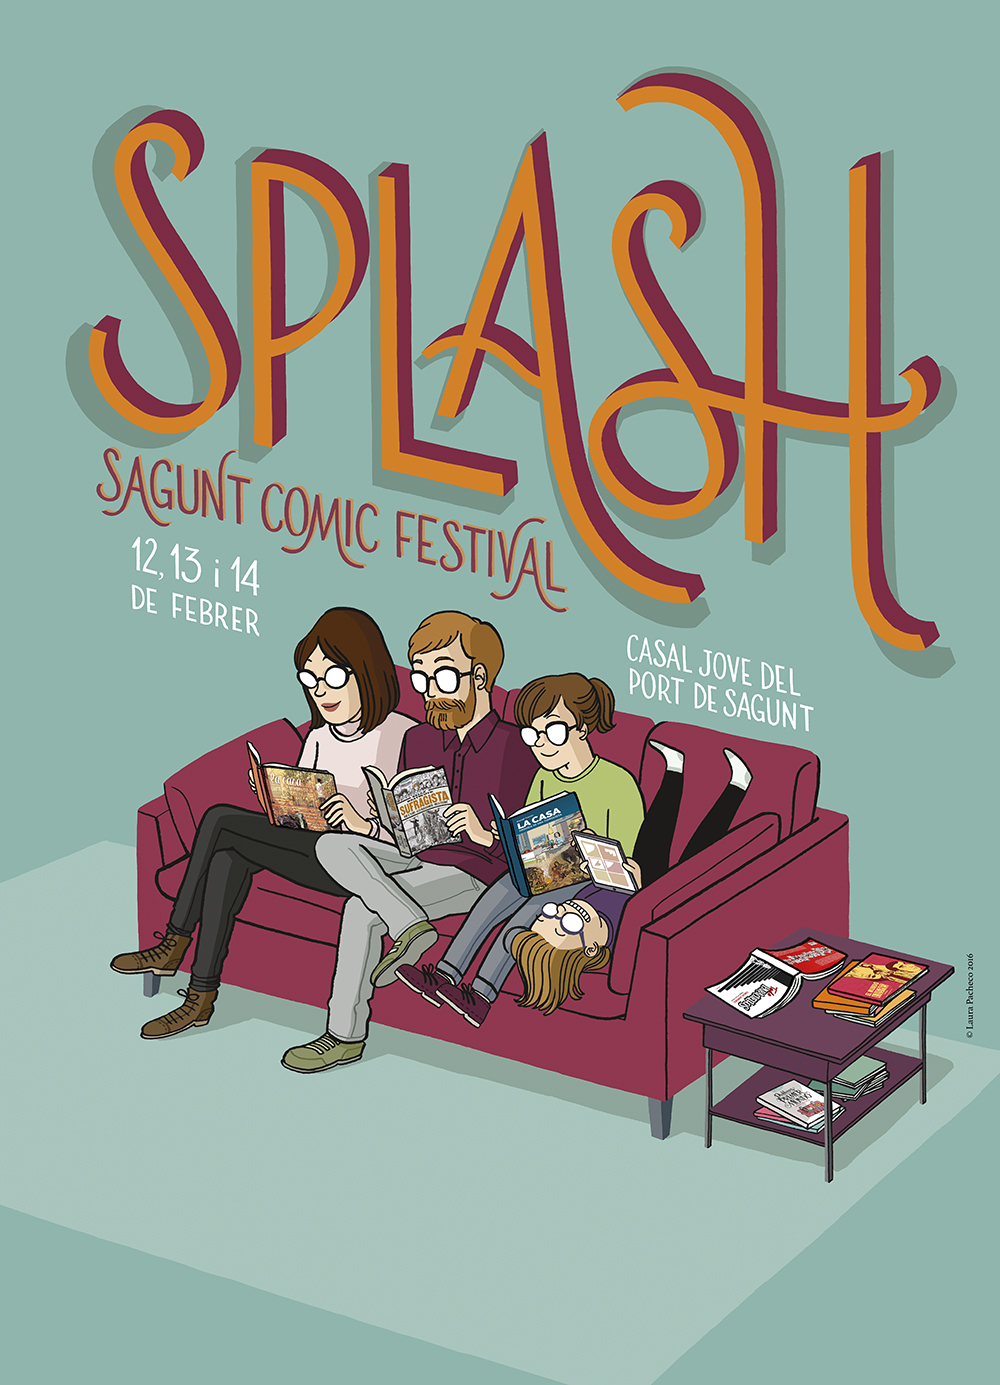 SPLASH
SAGUNT COMIC FESTIVAL
12, 13 i 14
DE FEBRER
CASAL JOVE DEL
PORT DE SAGUNT
SUFRAGISTA
LA CASA
© Laura Pacheco 2016